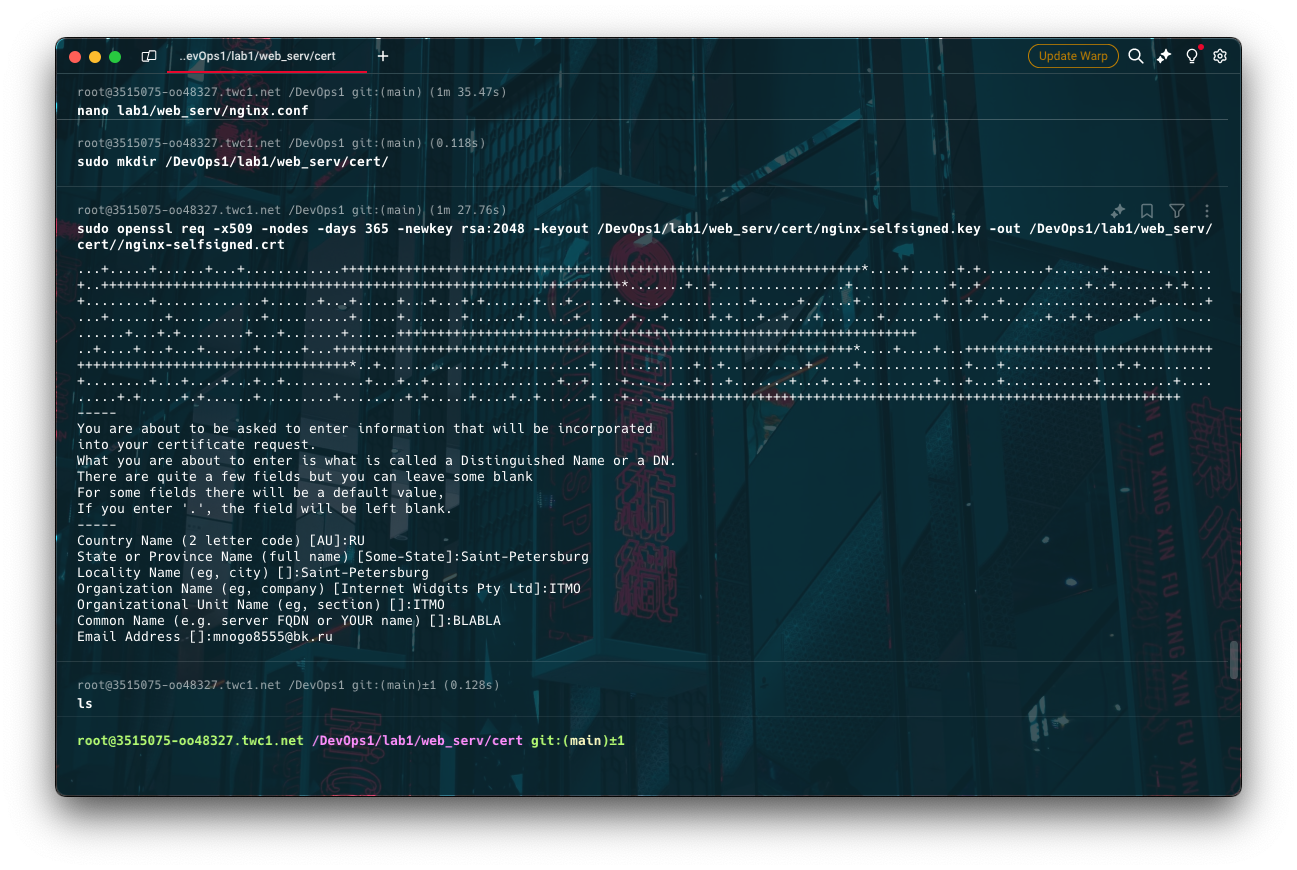 ..evOps1/lab1/web_serv/cert
Update Warp
root@3515075-oo48327.twc1.net /DevOps1 git:(main) (1m 35.47s)
nano lab1/web_serv/nginx.conf
root@3515075-oo48327.twc1.net /DevOps1 git:(main) (0.118s)
sudo mkdir /DevOps1/lab1/web_serv/cert/
root@3515075-oo48327.twc1.net /DevOps1 git:(main) (1m 27.76s)
sudo openssl req -x509 -nodes -days 365 -newkey rsa:2048 -keyout /DevOps1/lab1/web_serv/cert/nginx-selfsigned.key -out /DevOps1/lab1/web_serv/
cert//nginx-selfsigned.crt
-----
You are about to be asked to enter information that will be incorporated
into your certificate request.
What you are about to enter is what is called a Distinguished Name or a DN.
There are quite a few fields but you can leave some blank
For some fields there will be a default value,
If you enter '.', the field will be left blank.
-----
Country Name (2 letter code) [AU]:RU
State or Province Name (full name) [Some-State]:Saint-Petersburg
Locality Name (eg, city) []:Saint-Petersburg
Organization Name (eg, company) [Internet Widgits Pty Ltd]:ITMO
Organizational Unit Name (eg, section) []:ITMO
Common Name (e.g. server FQDN or YOUR name) []:BLABLA
Email Address []:mnogo8555@bk.ru
root@3515075-oo48327.twc1.net /DevOps1 git:(main)±1 (0.128s)
ls
root@3515075-oo48327.twc1.net /DevOps1/lab1/web_serv/cert git:(main)±1
XIN FU XING XIN FU XING XIN FU XIN